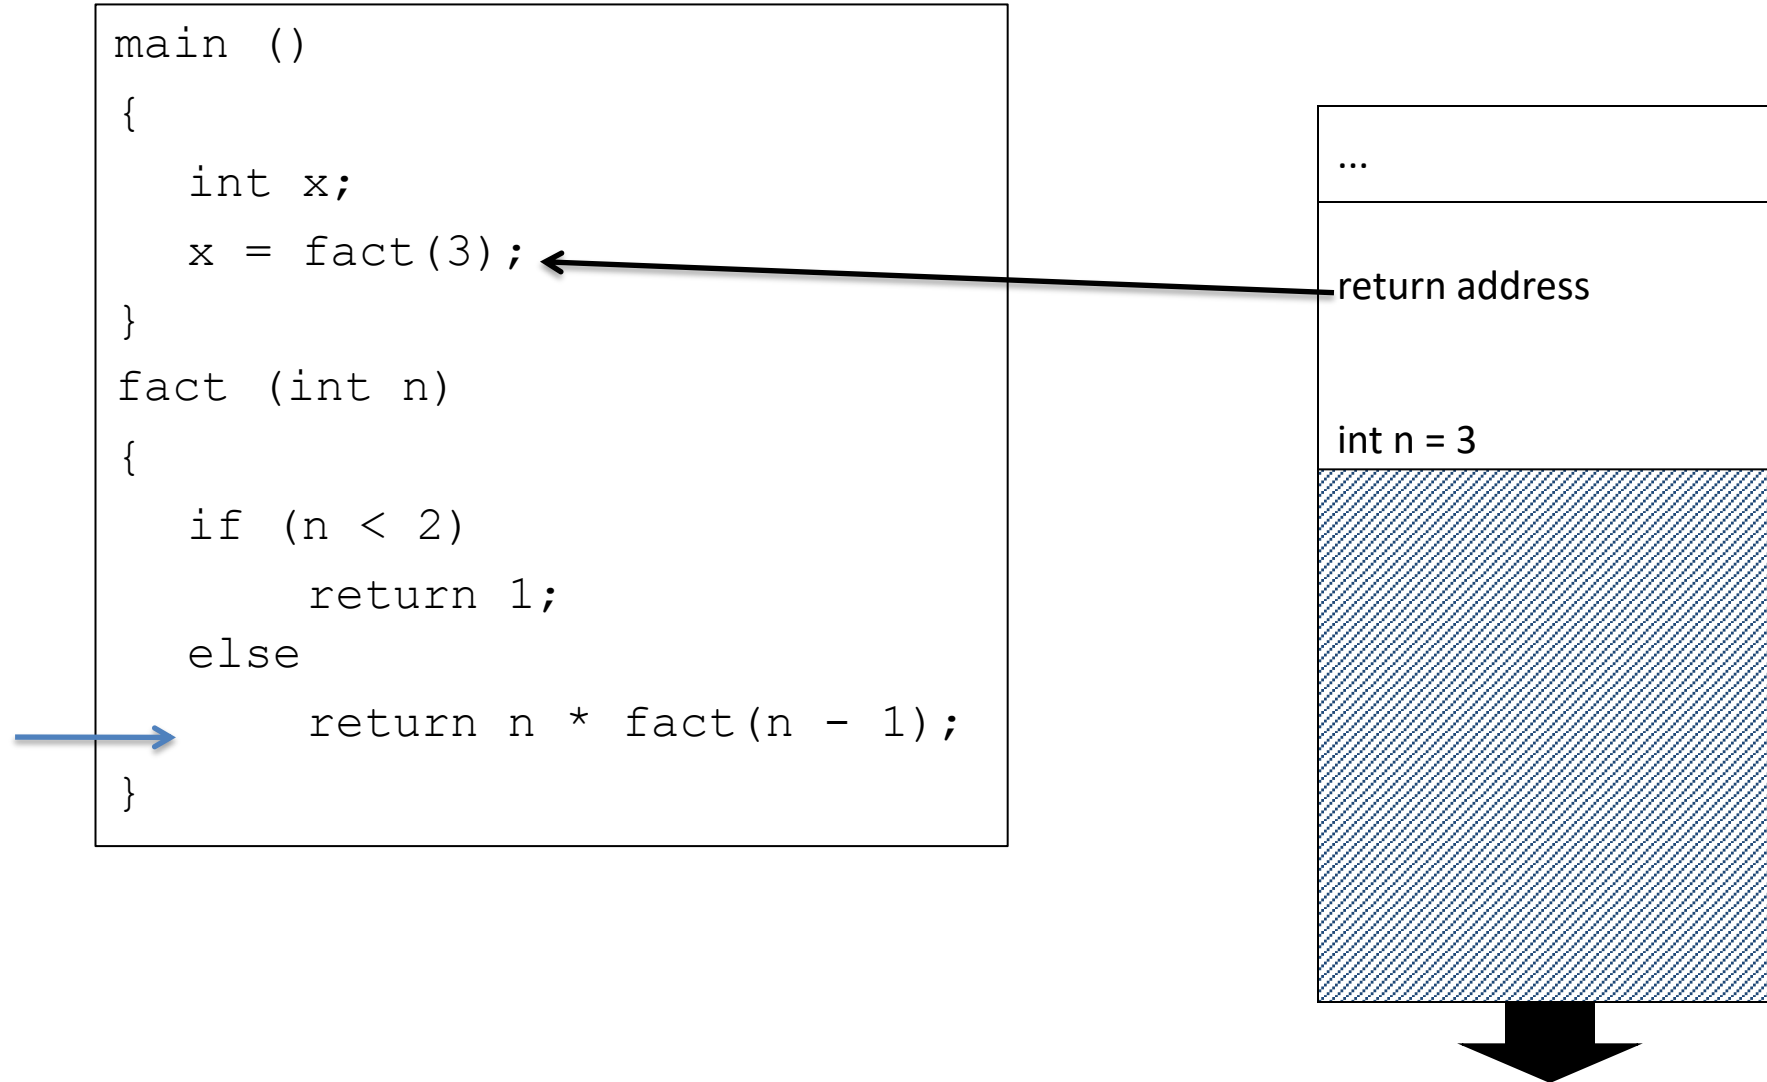 main ()
{
int x;
x = fact(3);
}
fact (int n)
{
if (n < 2)
return 1;
else
return n * fact(n - 1);
}
...
return address
int n = 3